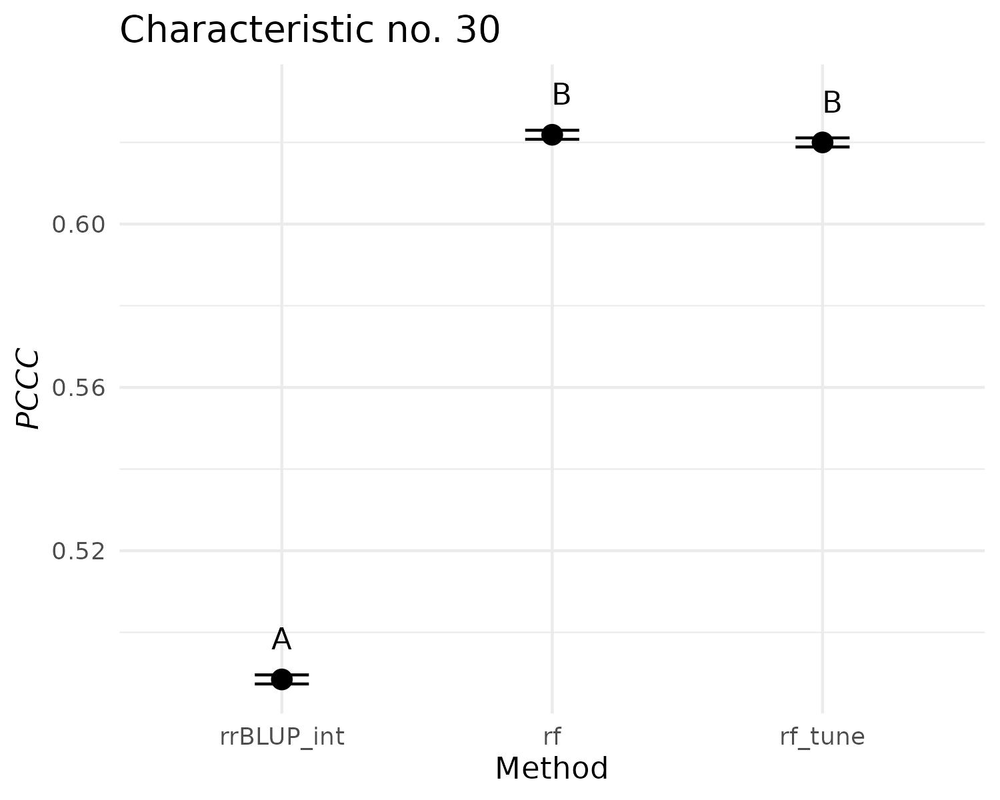 Characteristic no. 30
B
B
0.60
PCCC
0.56
0.52
A
rrBLUP_int
rf
rf_tune
Method